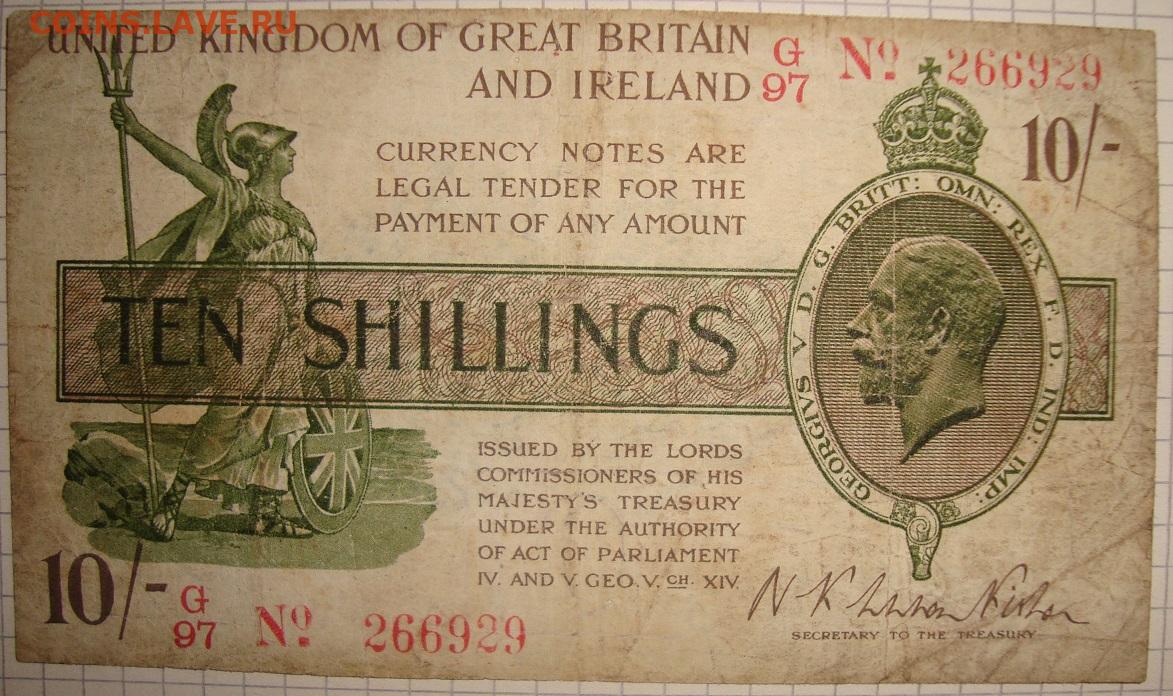 COINS.LAVE.RU
UNITED KINGDOM OF GREAT BRITAIN
AND IRELAND
G
97
Nº 266929
10/-
CURRENCY NOTES ARE
LEGAL TENDER FOR THE
PAYMENT OF ANY AMOUNT
TEN SHILLINGS
GEORGIVS V D. G. BRITT: OMN: REX F. D. IND: IMP:
ISSUED BY THE LORDS
COMMISSIONERS OF HIS
MAJESTY'S TREASURY
UNDER THE AUTHORITY
OF ACT OF PARLIAMENT
IV. AND V. GEO. V. CH. XIV.
10/-
G
97
Nº 266929
SECRETARY TO THE TREASURY